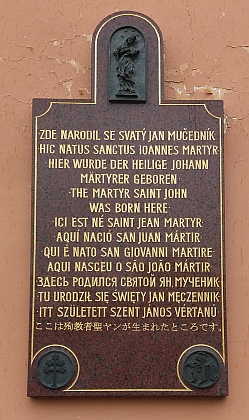 ZDE NARODIL SE SVATÝ JAN MUČEDNÍK
HIC NATUS SANCTUS IOANNES MARTYR
HIER WURDE DER HEILIGE JOHANN
MÄRTYRER GEBOREN
·THE MARTYR SAINT JOHN
WAS BORN HERE·
ICI EST NÉ SAINT JEAN MARTYR·
·AQUÍ NACIÓ SAN JUAN MÁRTIR·
QUI È NATO SAN GIOVANNI MARTIRE·
AQUI NASCEU O SÃO JOÃO MÁRTIR
ЗДЕСЬ РОДИЛСЯ СВЯТОЙ ЯН, МУЧЕНИК
TU URODZIŁ SIĘ ŚWIĘTY JAN MĘCZENNIK·
·ITT SZÜLETETT SZENT JÁNOS VÉRTANÚ·
ここは殉教者聖ヤンが生まれたところです。